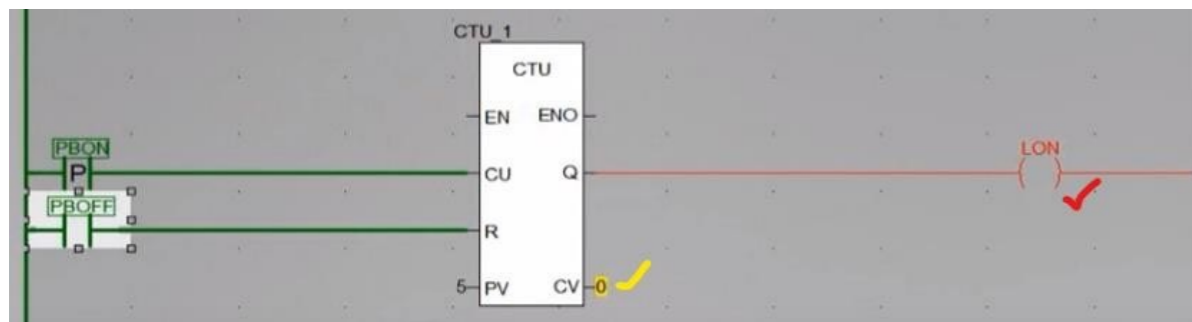 CTU_1
CTU
EN ENO
PBON
P
CU Q
LON
PBOFF
R
5 PV CV 0